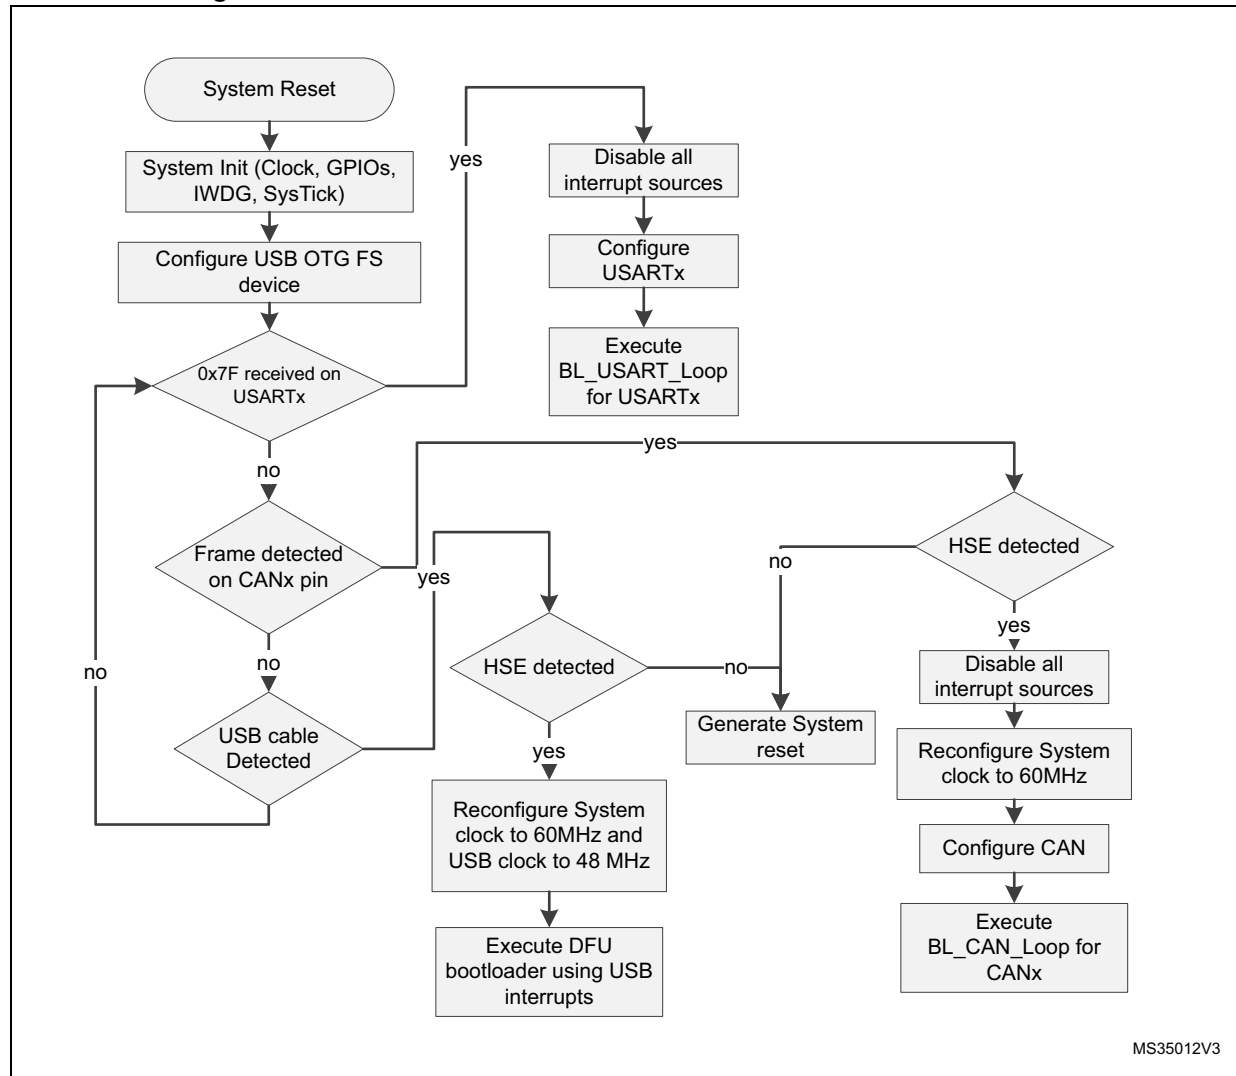 System Reset
System Init (Clock, GPIOs,
IWDG, SysTick)
Configure USB OTG FS
device
0x7F received on
USARTx
yes
Disable all
interrupt sources
Configure
USARTx
Execute
BL_USART_Loop
for USARTx
no
Frame detected
on CANx pin
yes
HSE detected
no
yes
Disable all
interrupt sources
Reconfigure System
clock to 60MHz
Configure CAN
Execute
BL_CAN_Loop for
CANx
no
USB cable
Detected
no
yes
HSE detected
no
Generate System
reset
yes
Reconfigure System
clock to 60MHz and
USB clock to 48 MHz
Execute DFU
bootloader using USB
interrupts
MS35012V3